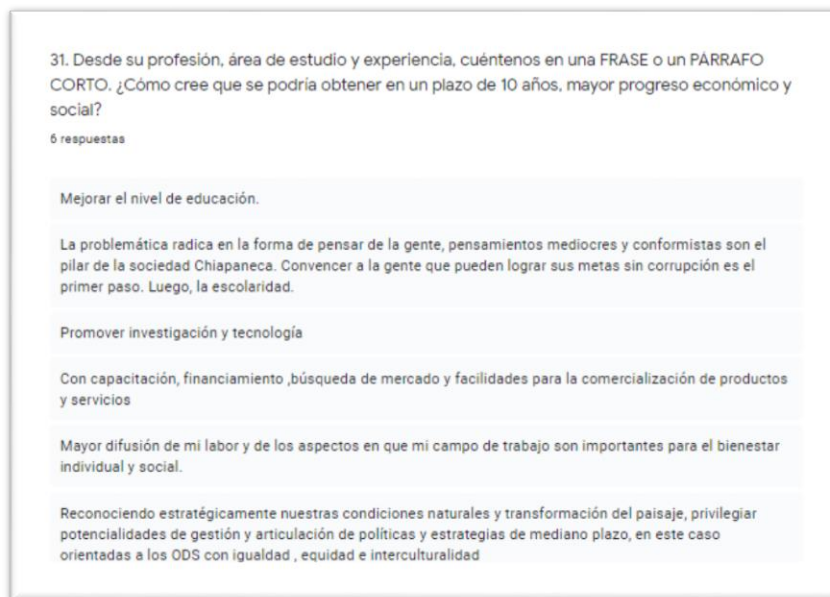 31. Desde su profesión, área de estudio y experiencia, cuéntenos en una FRASE o un PÁRRAFO
CORTO. ¿Cómo cree que se podría obtener en un plazo de 10 años, mayor progreso económico y
social?
6 respuestas
Mejorar el nivel de educación.
La problemática radica en la forma de pensar de la gente, pensamientos mediocres y conformistas son el
pilar de la sociedad Chiapaneca. Convencer a la gente que pueden lograr sus metas sin corrupción es el
primer paso. Luego, la escolaridad.
Promover investigación y tecnología
Con capacitación, financiamiento ,búsqueda de mercado y facilidades para la comercialización de productos
y servicios
Mayor difusión de mi labor y de los aspectos en que mi campo de trabajo son importantes para el bienestar
individual y social.
Reconociendo estratégicamente nuestras condiciones naturales y transformación del paisaje, privilegiar
potencialidades de gestión y articulación de políticas y estrategias de mediano plazo, en este caso
orientadas a los ODS con igualdad , equidad e interculturalidad